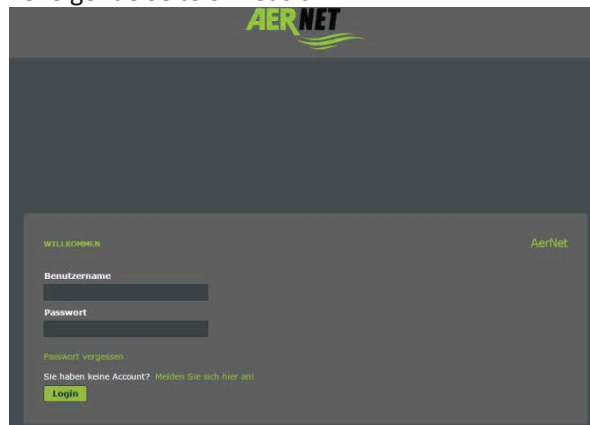 AERNET
WILLKOMMEN
AerNet
Benutzername
Passwort
Passwort vergessen
Sie haben keine Account? Melden Sie sich hier an!
Login